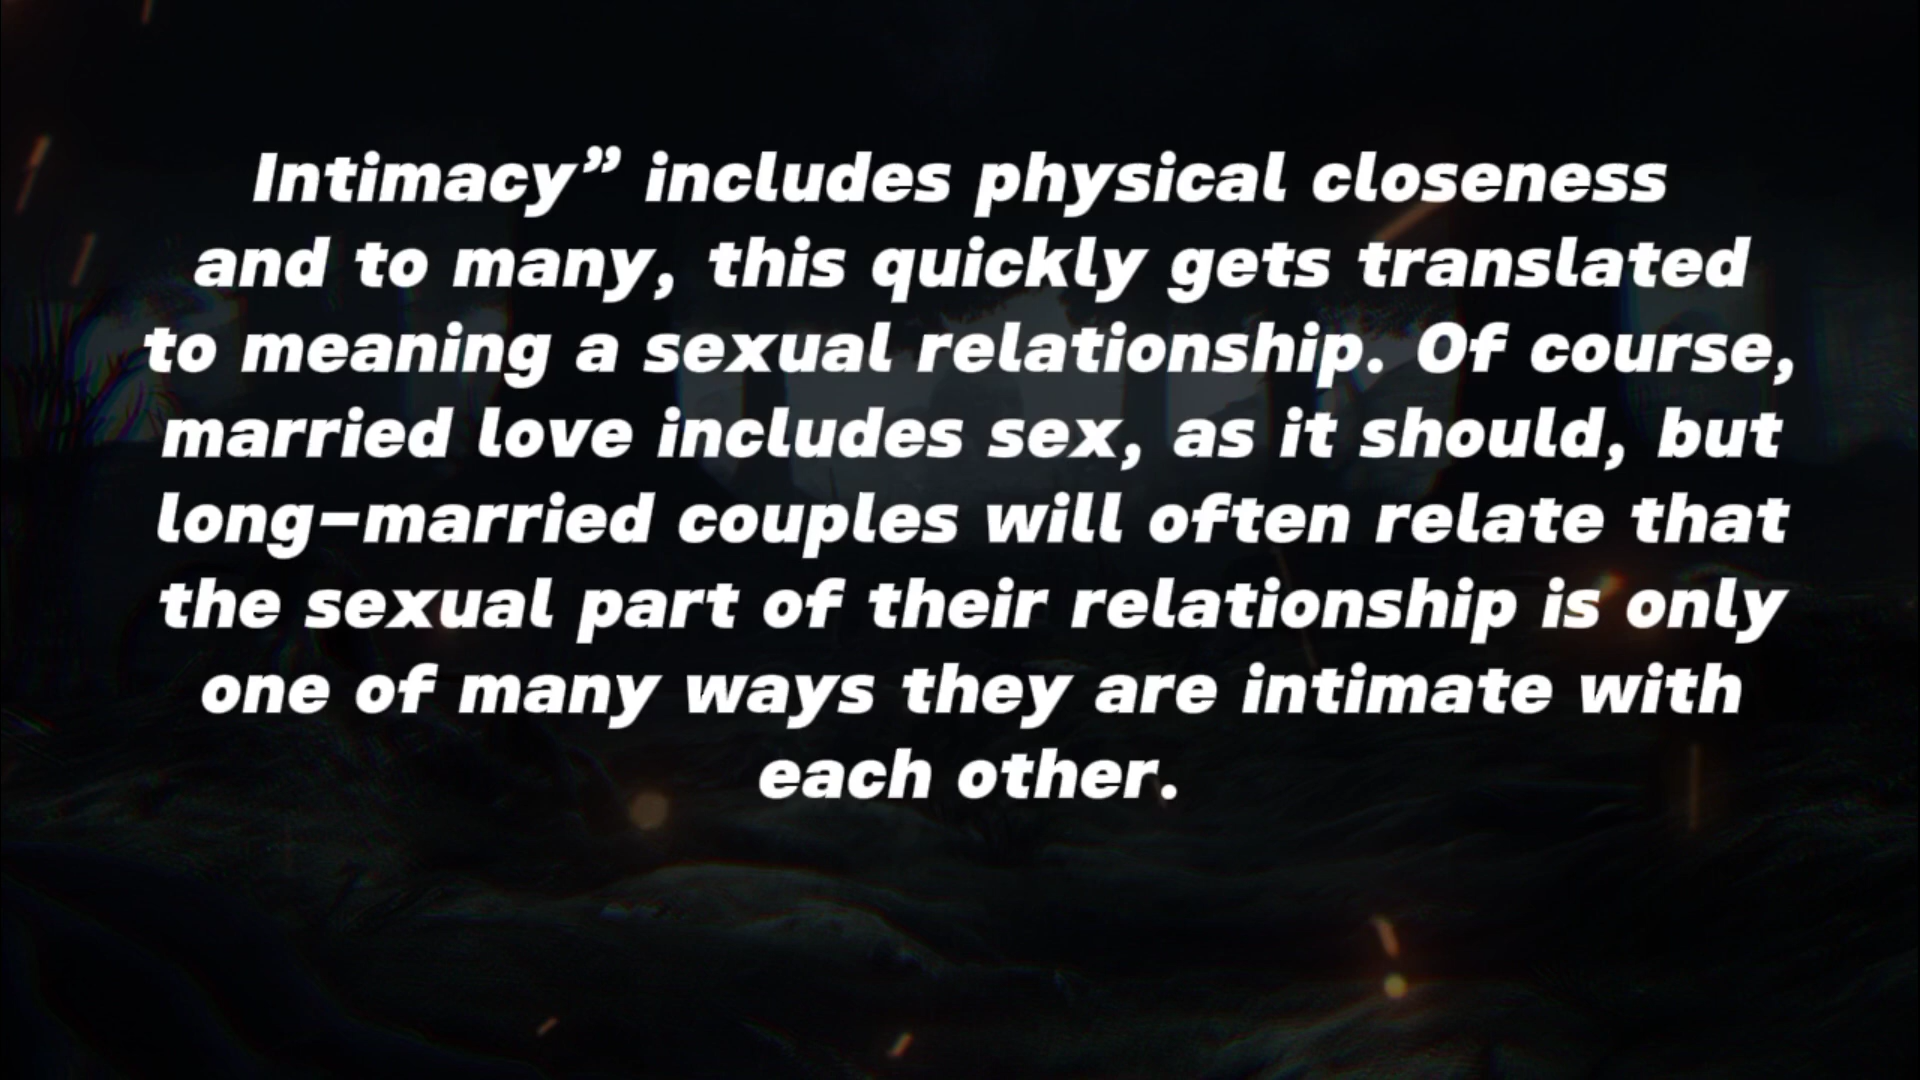 Intimacy” includes physical closeness
and to many, this quickly gets translated
to meaning a sexual relationship. Of course,
married love includes sex, as it should, but
long-married couples will often relate that
the sexual part of their relationship is only
one of many ways they are intimate with
each other.